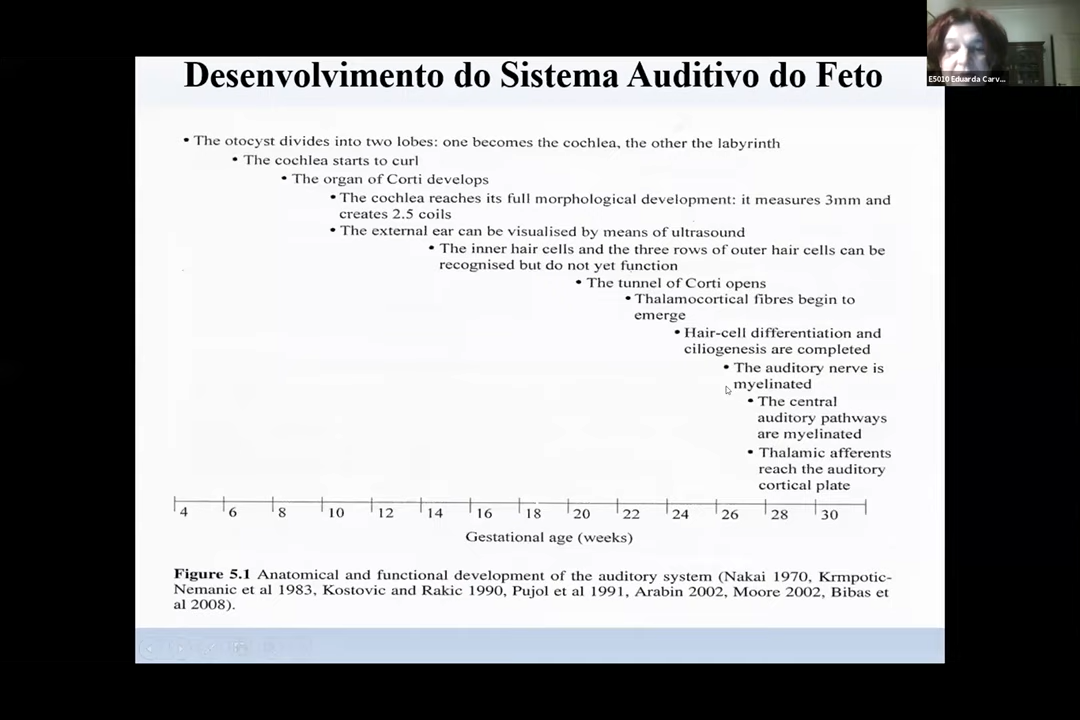 E5010 Eduarda Carv...
Desenvolvimento do Sistema Auditivo do Feto
• The otocyst divides into two lobes: one becomes the cochlea, the other the labyrinth
• The cochlea starts to curl
• The organ of Corti develops
• The cochlea reaches its full morphological development: it measures 3mm and
creates 2.5 coils
• The external ear can be visualised by means of ultrasound
• The inner hair cells and the three rows of outer hair cells can be
recognised but do not yet function
• The tunnel of Corti opens
• Thalamocortical fibres begin to
emerge
• Hair-cell differentiation and
ciliogenesis are completed
• The auditory nerve is
myelinated
• The central
auditory pathways
are myelinated
• Thalamic afferents
reach the auditory
cortical plate
4 6 8 10 12 14 16 18 20 22 24 26 28 30
Gestational age (weeks)
Figure 5.1 Anatomical and functional development of the auditory system (Nakai 1970, Krmpotic-
Nemanic et al 1983, Kostovic and Rakic 1990, Pujol et al 1991, Arabin 2002, Moore 2002, Bibas et
al 2008).